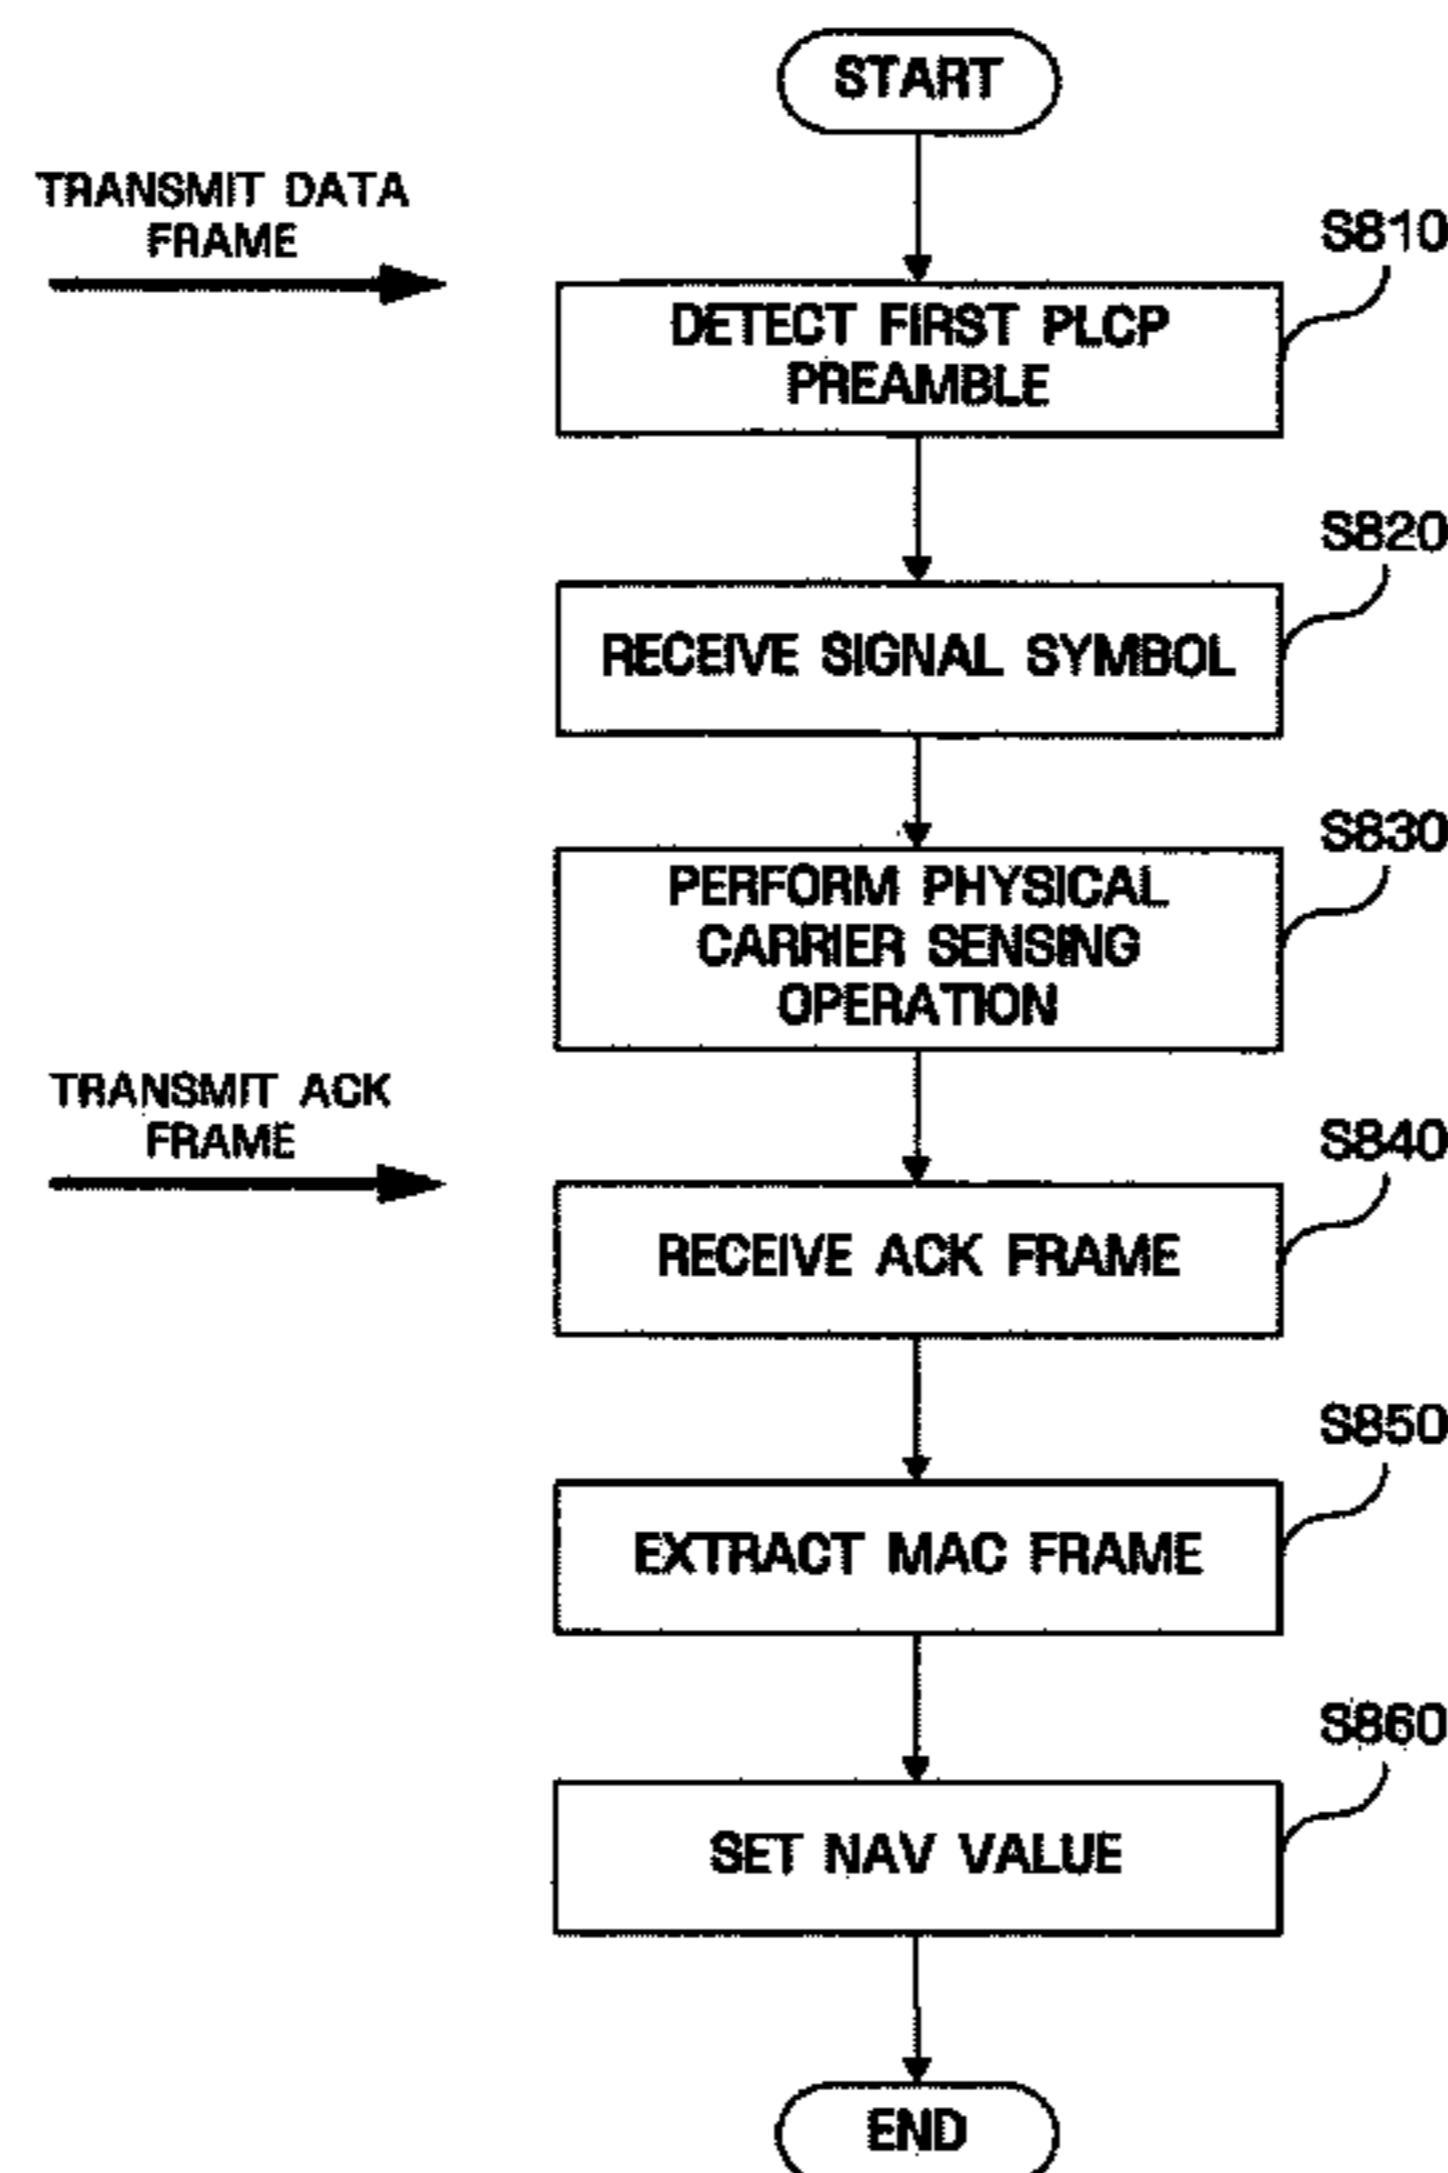 START
TRANSMIT DATA
FRAME
S810
DETECT FIRST PLCP
PREAMBLE
S820
RECEIVE SIGNAL SYMBOL
S830
PERFORM PHYSICAL
CARRIER SENSING
OPERATION
TRANSMIT ACK
FRAME
S840
RECEIVE ACK FRAME
S850
EXTRACT MAC FRAME
S860
SET NAV VALUE
END